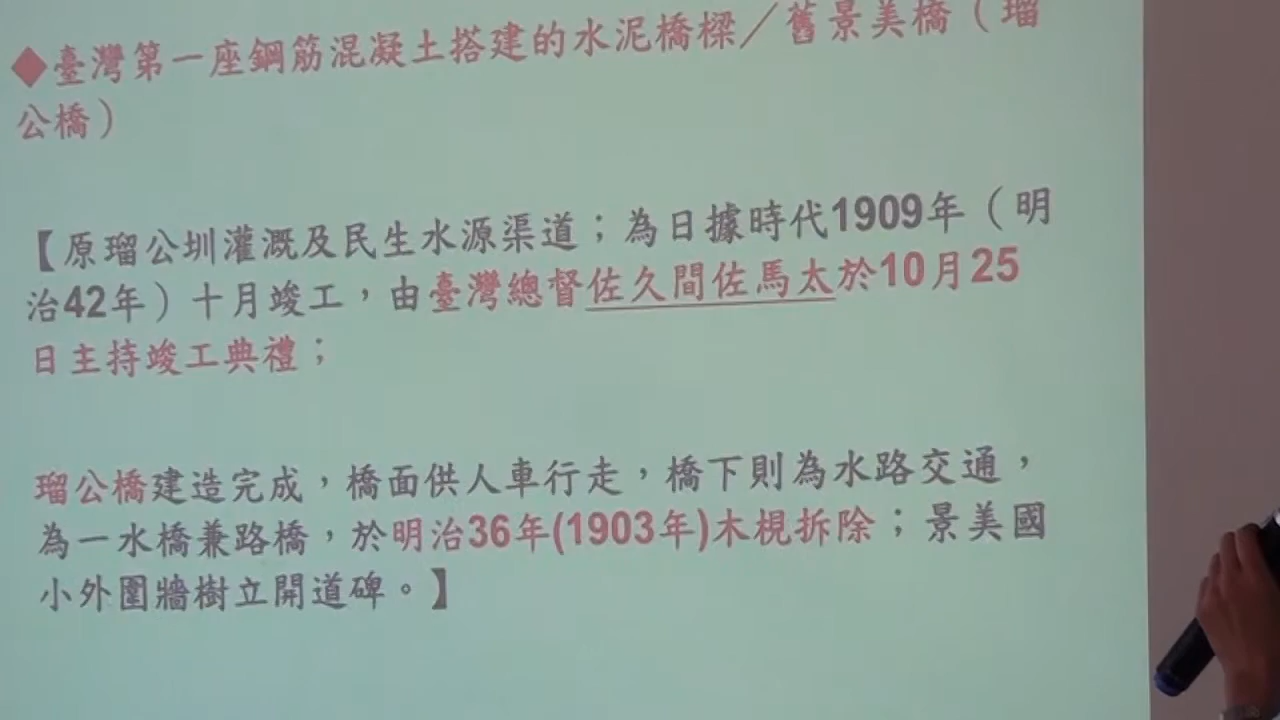 ◆臺灣第一座鋼筋混凝土搭建的水泥橋樑／舊景美橋（瑠
公橋）
【原瑠公圳灌溉及民生水源渠道；為日據時代1909年（明
治42年）十月竣工，由臺灣總督佐久間佐馬太於10月25
日主持竣工典禮；
瑠公橋建造完成，橋面供人車行走，橋下則為水路交通，
為一水橋兼路橋，於明治36年(1903年)木梘拆除；景美國
小外圍牆樹立開道碑。】